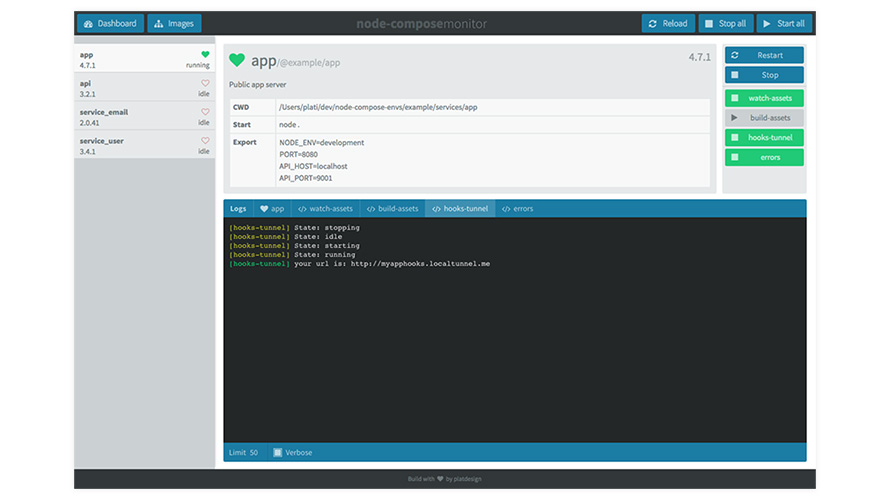 Dashboard Images node-composemonitor Reload Stop all Start all
app
4.7.1 running
api
3.2.1 idle
service_email
2.0.41 idle
service_user
3.4.1 idle
app/@example/app 4.7.1
Public app server
CWD /Users/plati/dev/node-compose-envs/example/services/app
Start node .
Export NODE_ENV=development
PORT=8080
API_HOST=localhost
API_PORT=9001
Restart
Stop
watch-assets
build-assets
hooks-tunnel
errors
Logs app watch-assets build-assets hooks-tunnel errors
[hooks-tunnel] State: stopping
[hooks-tunnel] State: idle
[hooks-tunnel] State: starting
[hooks-tunnel] State: running
[hooks-tunnel] your url is: http://myapphooks.localtunnel.me
Limit 50 Verbose
Build with by platdesign